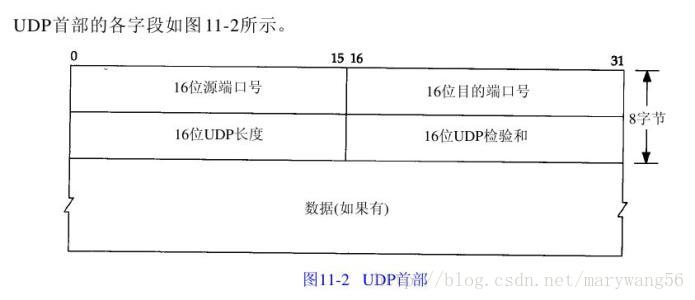 UDP首部的各字段如图11-2所示。
0 15 16 31
16位源端口号 16位目的端口号
8字节
16位UDP长度 16位UDP检验和
数据(如果有)
图11-2 UDP首部
http://blog.csdn.net/marywang56